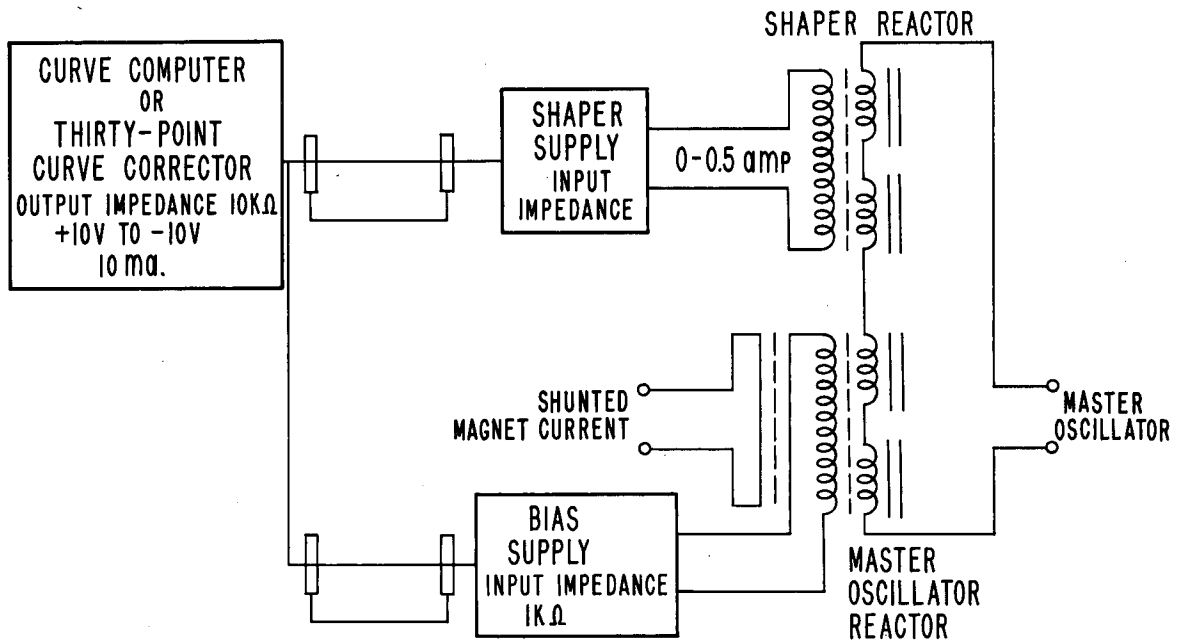 SHAPER REACTOR
CURVE COMPUTER
OR
THIRTY-POINT
CURVE CORRECTOR
OUTPUT IMPEDANCE 10KΩ
+10V TO -10V
10 ma.
SHAPER
SUPPLY
INPUT
IMPEDANCE
0-0.5 amp
SHUNTED
MAGNET CURRENT
MASTER
OSCILLATOR
BIAS
SUPPLY
INPUT IMPEDANCE
1KΩ
MASTER
OSCILLATOR
REACTOR